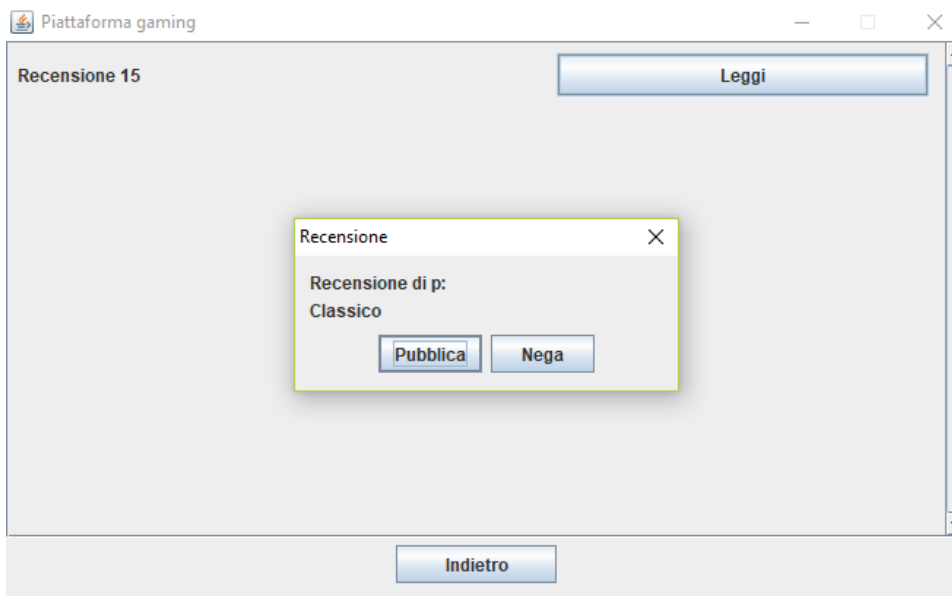 Piattaforma gaming
Recensione 15
Leggi
Recensione
Recensione di p:
Classico
Pubblica
Nega
Indietro